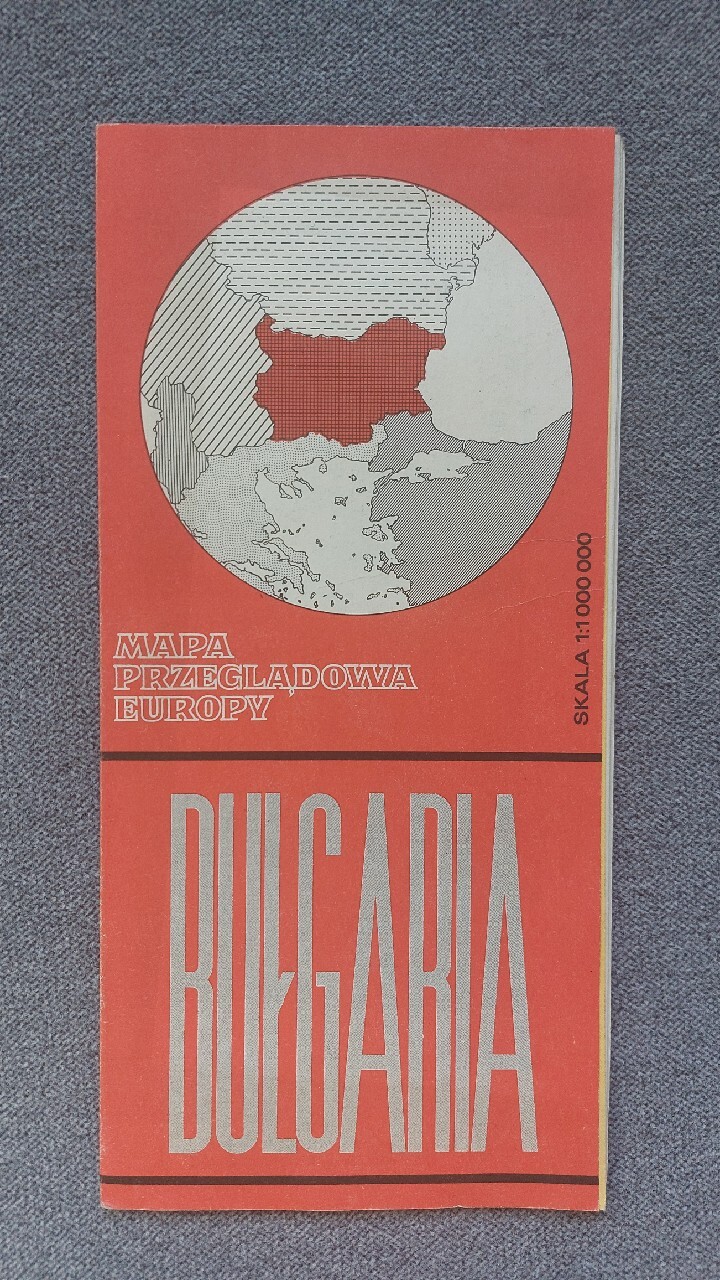 MAPA
PRZEGLĄDOWA
EUROPY
SKALA 1:1 000 000
BUŁGARIA